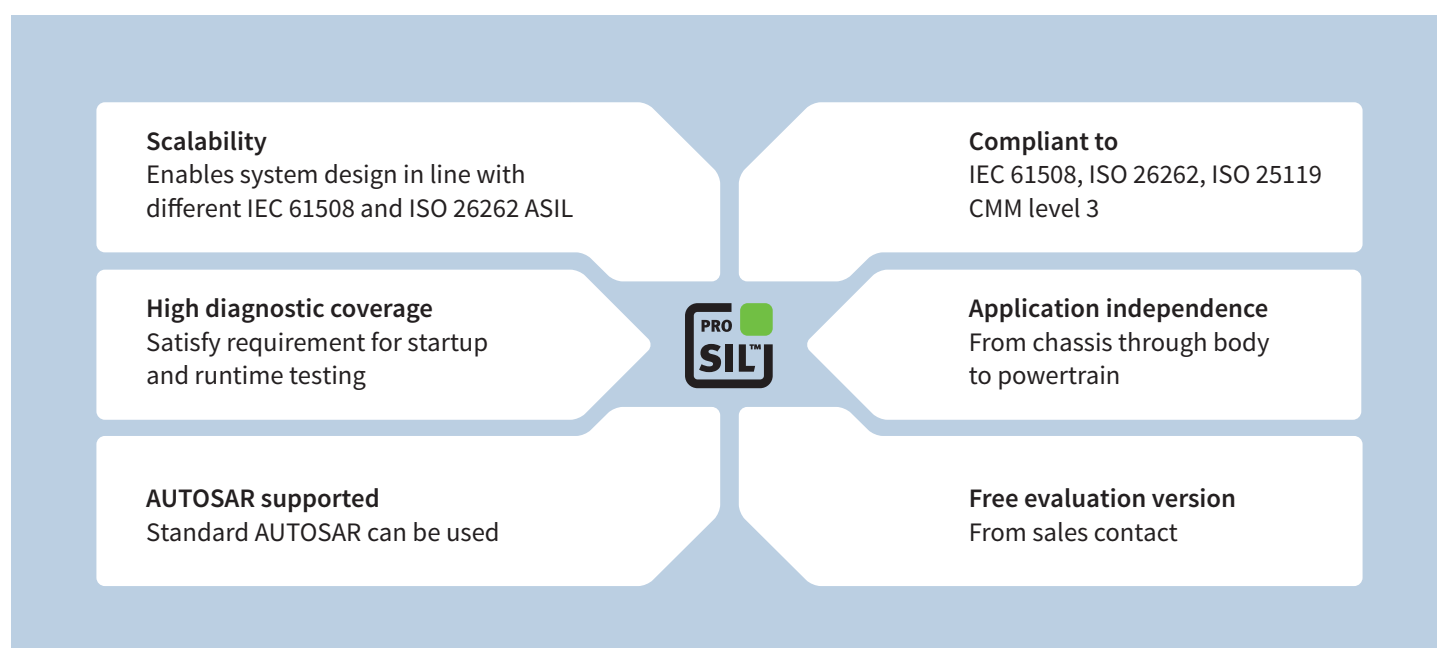 Scalability
Enables system design in line with
different IEC 61508 and ISO 26262 ASIL
High diagnostic coverage
Satisfy requirement for startup
and runtime testing
AUTOSAR supported
Standard AUTOSAR can be used
PRO
SIL™
Compliant to
IEC 61508, ISO 26262, ISO 25119
CMM level 3
Application independence
From chassis through body
to powertrain
Free evaluation version
From sales contact